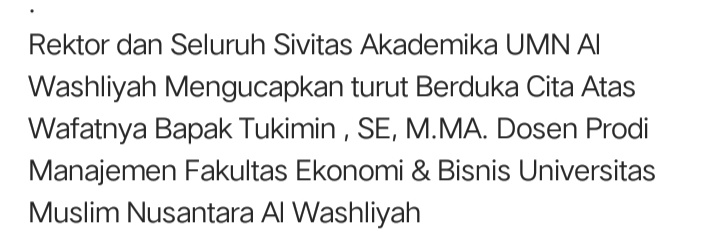 .
Rektor dan Seluruh Sivitas Akademika UMN Al
Washliyah Mengucapkan turut Berduka Cita Atas
Wafatnya Bapak Tukimin , SE, M.MA. Dosen Prodi
Manajemen Fakultas Ekonomi & Bisnis Universitas
Muslim Nusantara Al Washliyah